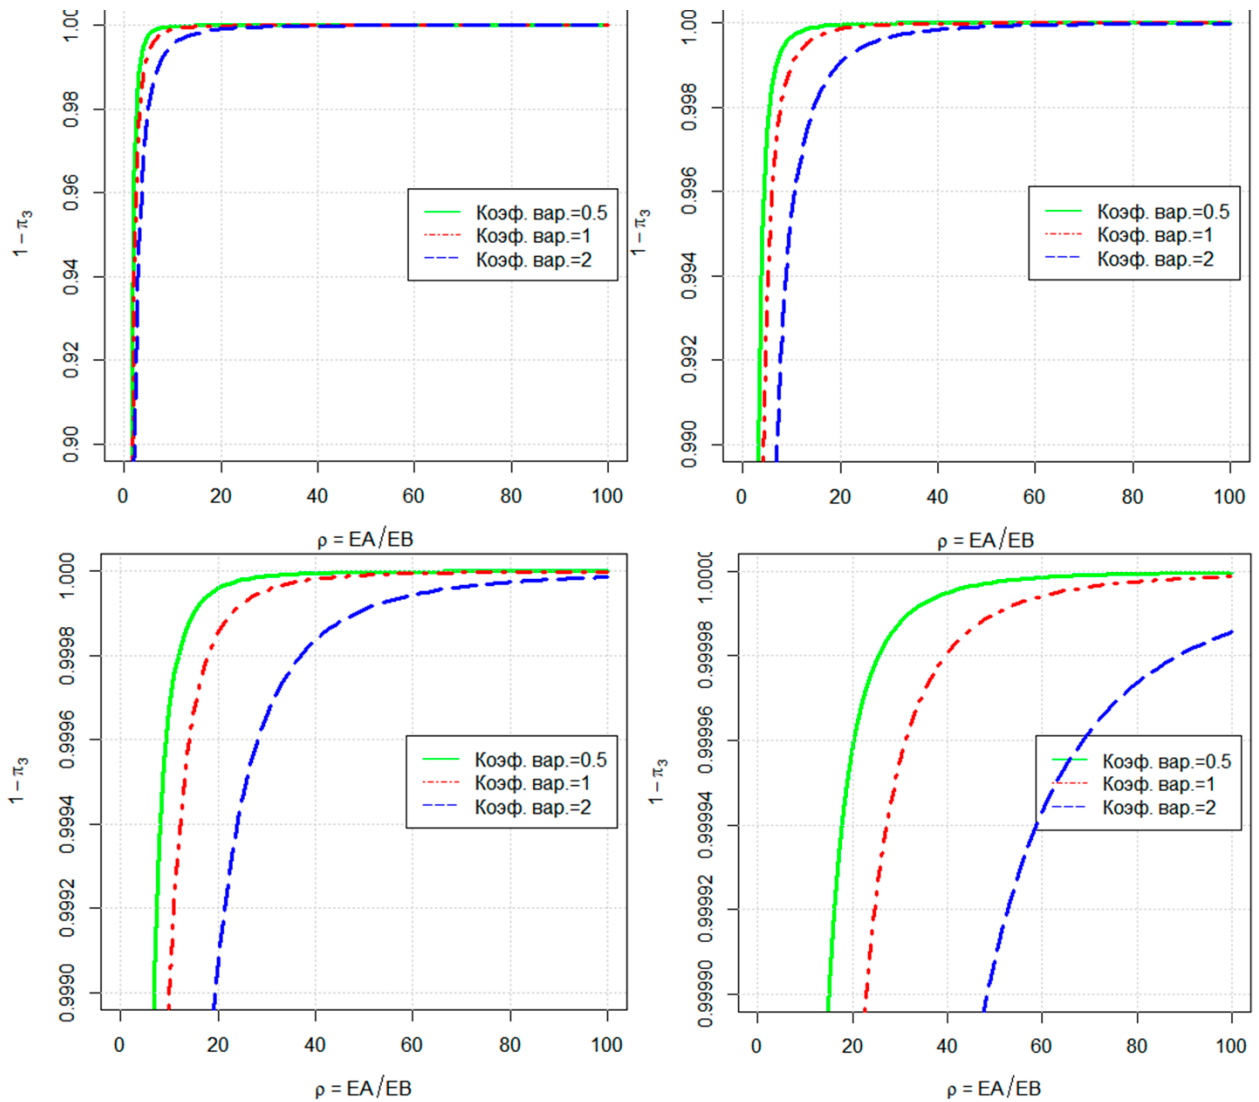 1.00
0.98
0.96
0.94
0.92
0.90
1 − π₃
Коэф. вар.=0.5
Коэф. вар.=1
Коэф. вар.=2
0 20 40 60 80 100
ρ = EA/EB
1.000
0.998
0.996
0.994
0.992
0.990
1 − π₃
Коэф. вар.=0.5
Коэф. вар.=1
Коэф. вар.=2
0 20 40 60 80 100
ρ = EA/EB
1.000
0.9998
0.9996
0.9994
0.9992
0.9990
1 − π₃
Коэф. вар.=0.5
Коэф. вар.=1
Коэф. вар.=2
0 20 40 60 80 100
ρ = EA/EB
1.0000
0.99998
0.99996
0.99994
0.99992
0.99990
1 − π₃
Коэф. вар.=0.5
Коэф. вар.=1
Коэф. вар.=2
0 20 40 60 80 100
ρ = EA/EB